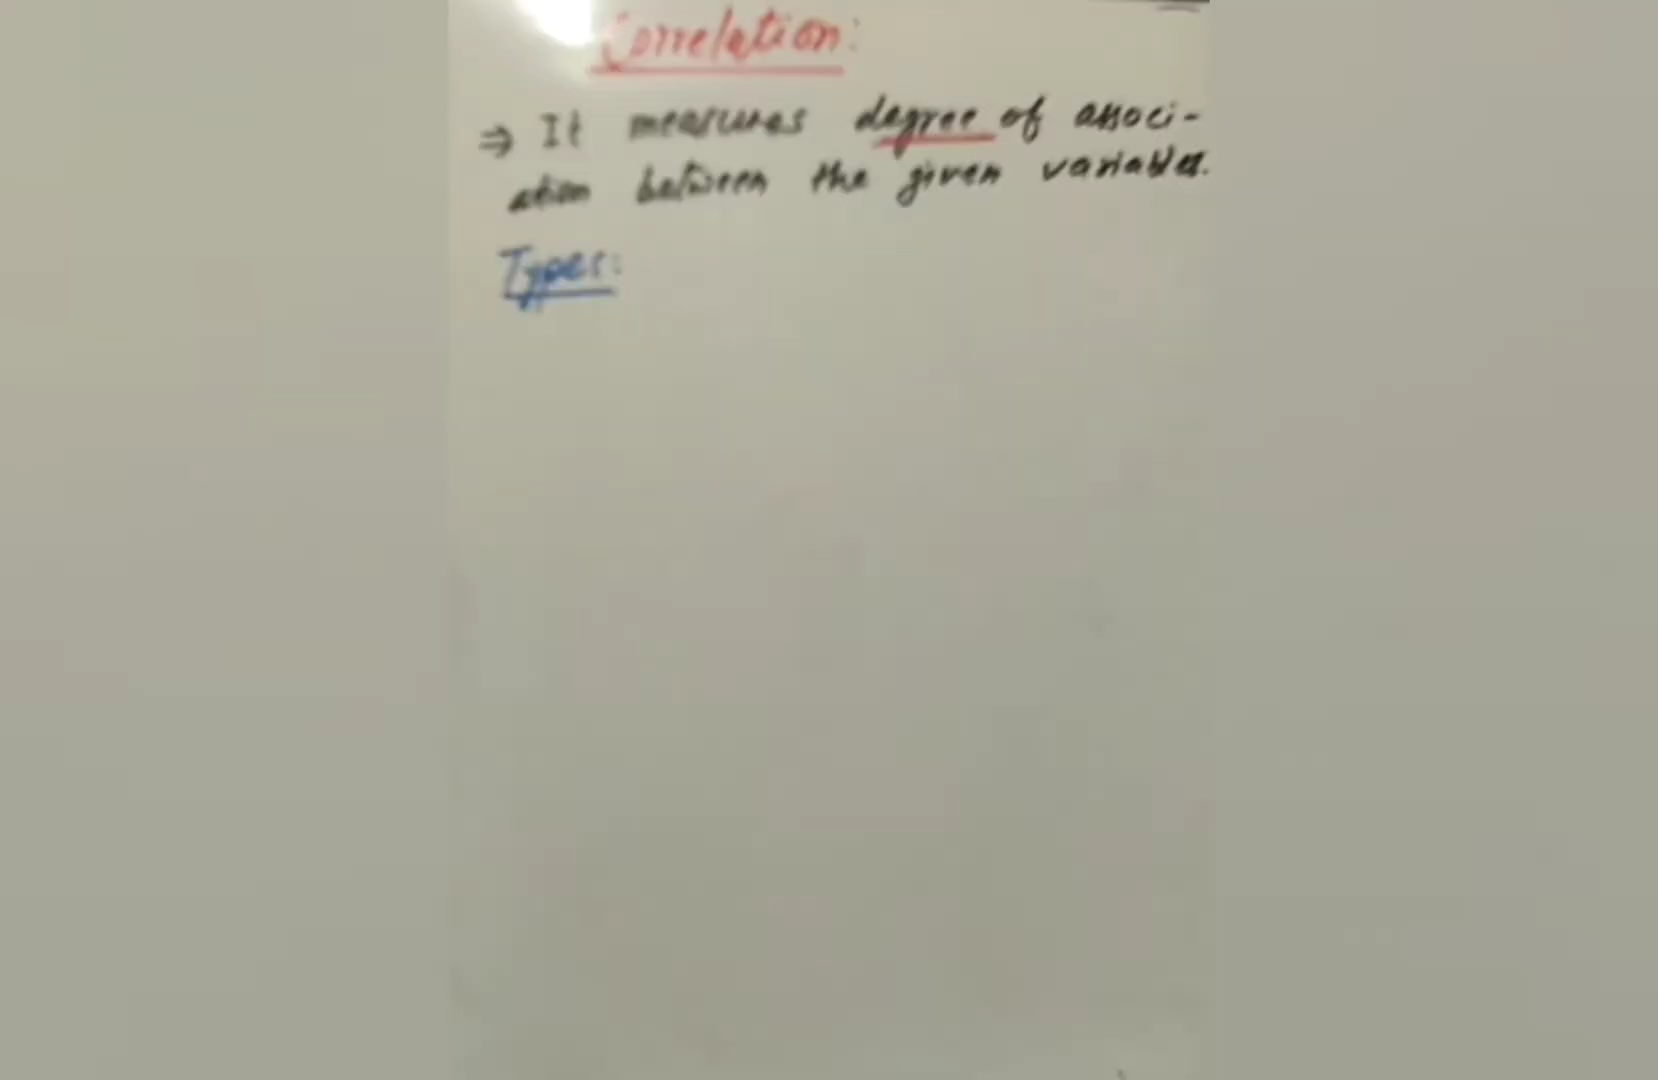 Correlation:
⇒ It measures degree of associ-
ation between the given variables.
Types: